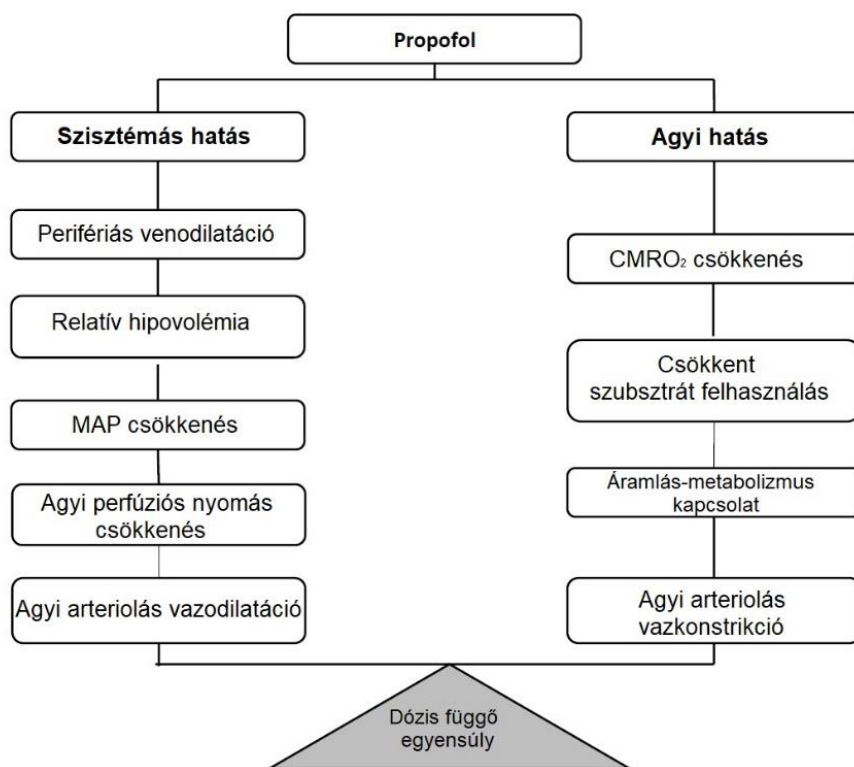 Propofol
Szisztémás hatás
Perifériás venodilatáció
Relatív hipovolémia
MAP csökkenés
Agyi perfúziós nyomás
csökkenés
Agyi arteriolás vazodilatáció
Agyi hatás
CMRO₂ csökkenés
Csökkent
szubsztrát felhasználás
Áramlás-metabolizmus
kapcsolat
Agyi arteriolás
vazkonstrikció
Dózis függő
egyensúly